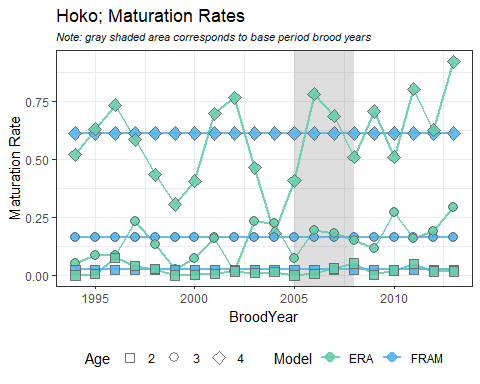 Hoko; Maturation Rates
Note: gray shaded area corresponds to base period brood years
Maturation Rate
0.75
0.50
0.25
0.00
1995 2000 2005 2010
BroodYear
Age 2 3 4 Model ERA FRAM